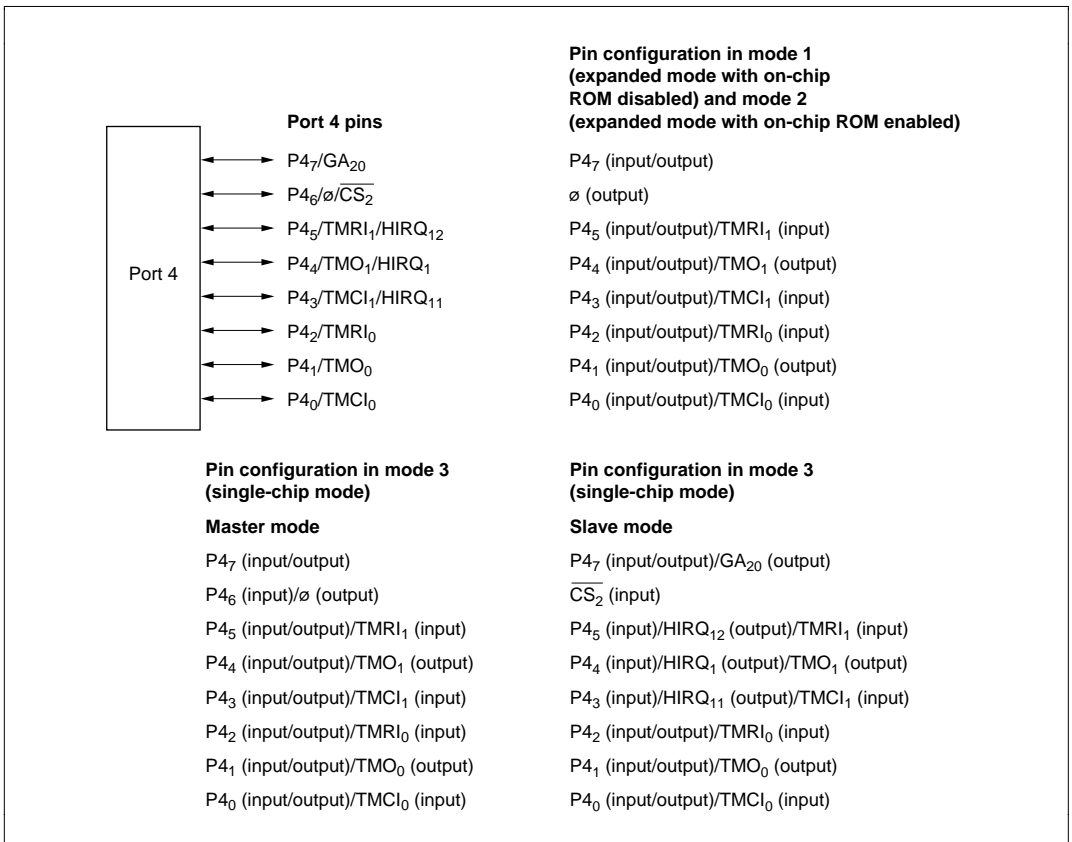 Pin configuration in mode 1
(expanded mode with on-chip
ROM disabled) and mode 2
(expanded mode with on-chip ROM enabled)
Port 4 pins
Port 4
P4₇/GA₂₀
P4₇ (input/output)
P4₆/ø/C̅S̅₂̅
ø (output)
P4₅/TMRI₁/HIRQ₁₂
P4₅ (input/output)/TMRI₁ (input)
P4₄/TMO₁/HIRQ₁
P4₄ (input/output)/TMO₁ (output)
P4₃/TMCI₁/HIRQ₁₁
P4₃ (input/output)/TMCI₁ (input)
P4₂/TMRI₀
P4₂ (input/output)/TMRI₀ (input)
P4₁/TMO₀
P4₁ (input/output)/TMO₀ (output)
P4₀/TMCI₀
P4₀ (input/output)/TMCI₀ (input)
Pin configuration in mode 3
(single-chip mode)
Master mode
P4₇ (input/output)
P4₆ (input)/ø (output)
P4₅ (input/output)/TMRI₁ (input)
P4₄ (input/output)/TMO₁ (output)
P4₃ (input/output)/TMCI₁ (input)
P4₂ (input/output)/TMRI₀ (input)
P4₁ (input/output)/TMO₀ (output)
P4₀ (input/output)/TMCI₀ (input)
Pin configuration in mode 3
(single-chip mode)
Slave mode
P4₇ (input/output)/GA₂₀ (output)
C̅S̅₂̅ (input)
P4₅ (input)/HIRQ₁₂ (output)/TMRI₁ (input)
P4₄ (input)/HIRQ₁ (output)/TMO₁ (output)
P4₃ (input)/HIRQ₁₁ (output)/TMCI₁ (input)
P4₂ (input/output)/TMRI₀ (input)
P4₁ (input/output)/TMO₀ (output)
P4₀ (input/output)/TMCI₀ (input)